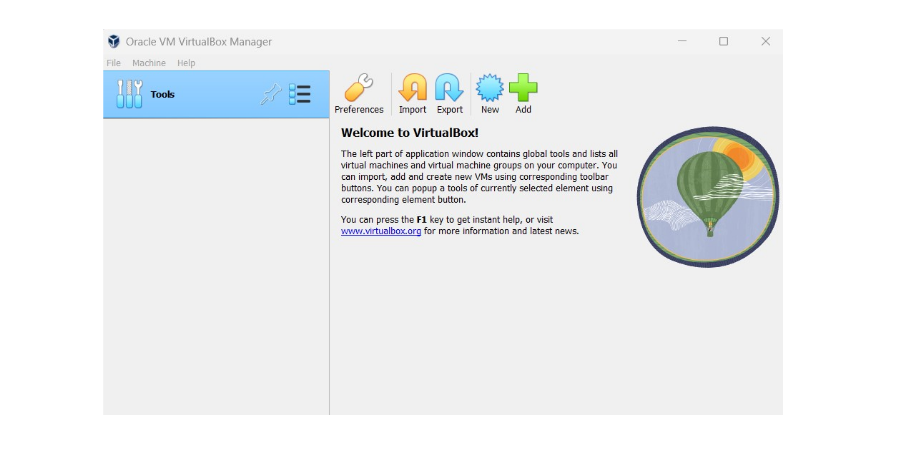 Oracle VM VirtualBox Manager
File Machine Help
Tools
Preferences Import Export New Add
Welcome to VirtualBox!
The left part of application window contains global tools and lists all
virtual machines and virtual machine groups on your computer. You
can import, add and create new VMs using corresponding toolbar
buttons. You can popup a tools of currently selected element using
corresponding element button.
You can press the F1 key to get instant help, or visit
www.virtualbox.org for more information and latest news.